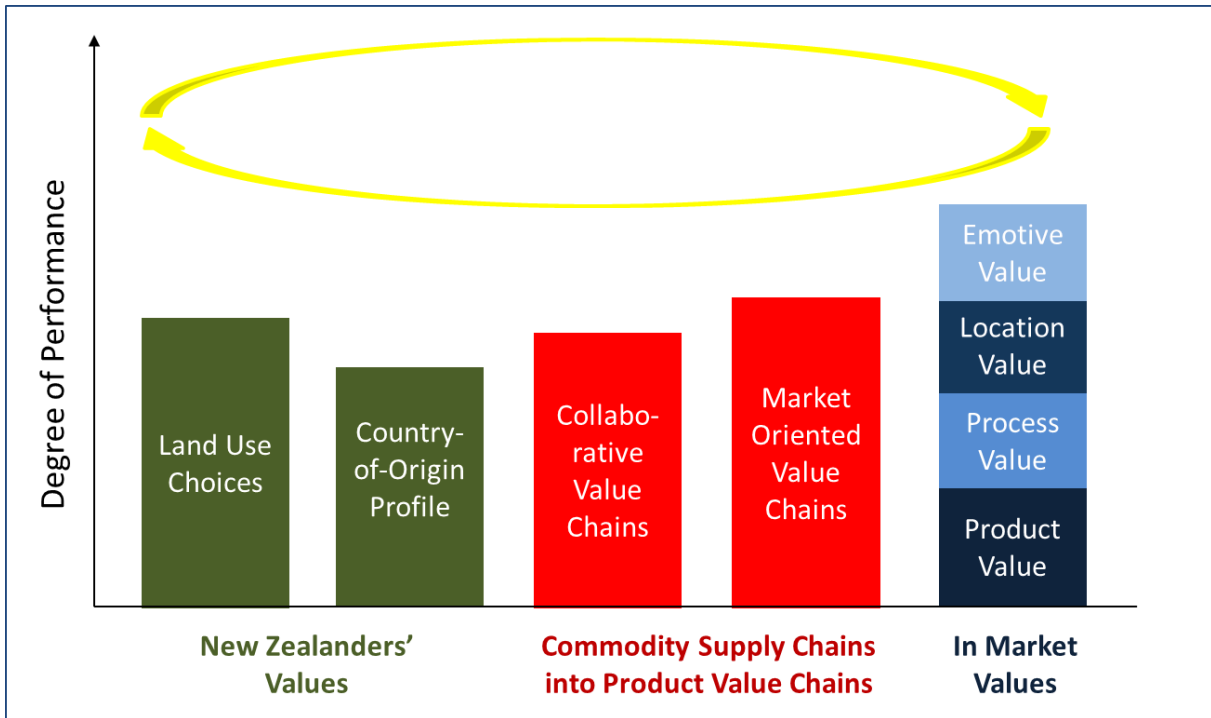 Degree of Performance
Land Use
Choices
Country-
of-Origin
Profile
Collabo-
rative
Value
Chains
Market
Oriented
Value
Chains
Emotive
Value
Location
Value
Process
Value
Product
Value
New Zealanders’
Values
Commodity Supply Chains
into Product Value Chains
In Market
Values